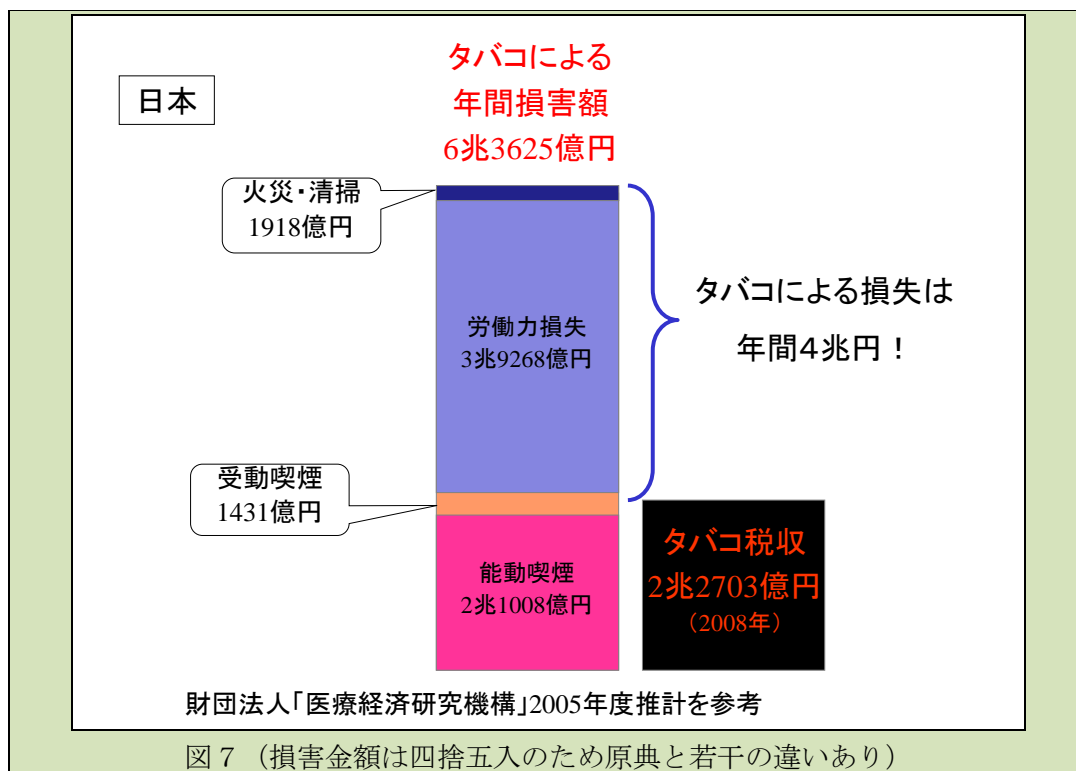 日本
タバコによる
年間損害額
6兆3625億円
火災・清掃
1918億円
労働力損失
3兆9268億円
タバコによる損失は
年間4兆円！
受動喫煙
1431億円
能動喫煙
2兆1008億円
タバコ税収
2兆2703億円
（2008年）
財団法人「医療経済研究機構」2005年度推計を参考
図７（損害金額は四捨五入のため原典と若干の違いあり）